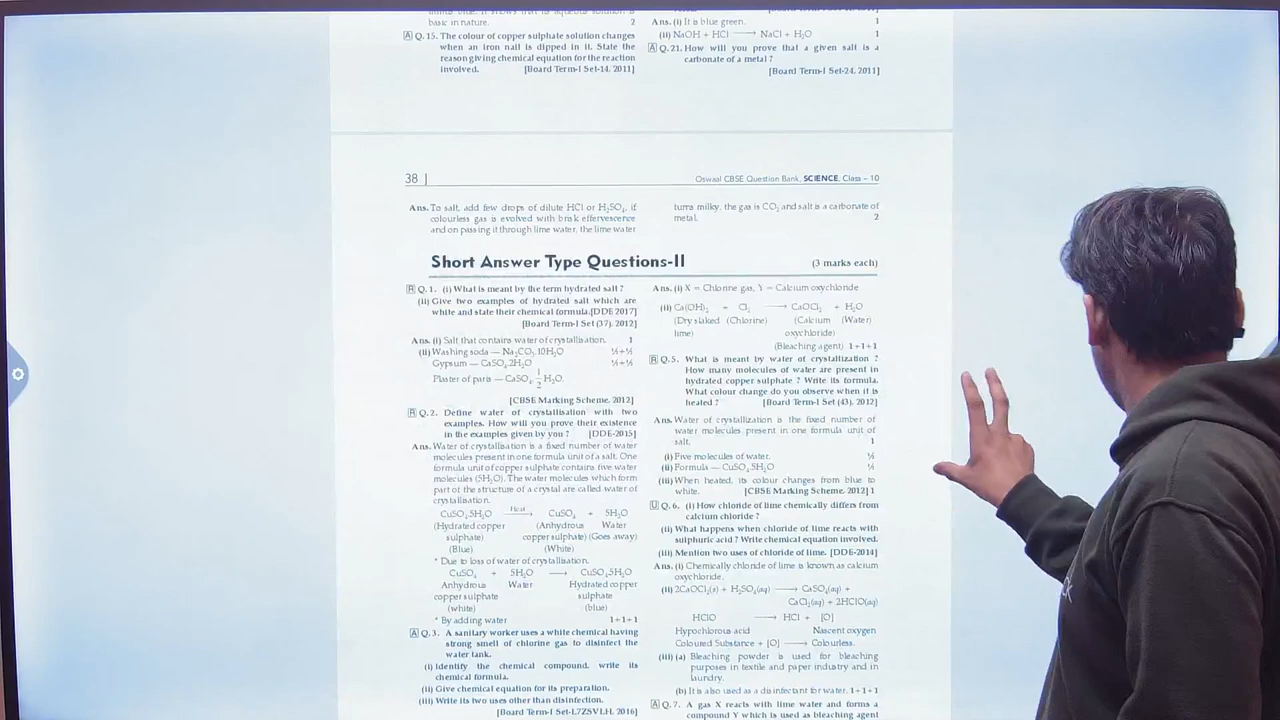 basic in nature. 2
A Q. 15. The colour of copper sulphate solution changes
when an iron nail is dipped in it. State the
reason giving chemical equation for the reaction
involved. [Board Term-I Set-14, 2011]
Ans. (i) It is blue green. 1
(ii) NaOH + HCl ⟶ NaCl + H₂O 1
A Q. 21. How will you prove that a given salt is a
carbonate of a metal ?
[Board Term-I Set-24, 2011]
38 |
Oswaal CBSE Question Bank, SCIENCE, Class – 10
Ans. To salt, add few drops of dilute HCl or H₂SO₄, if
colourless gas is evolved with brisk effervescence
and on passing it through lime water, the lime water
turns milky, the gas is CO₂ and salt is a carbonate of
metal. 2
Short Answer Type Questions-II (3 marks each)
R Q. 1. (i) What is meant by the term hydrated salt ?
(ii) Give two examples of hydrated salt which are
white and state their chemical formula.[DDE 2017]
[Board Term-I Set (37), 2012]
Ans. (i) Salt that contains water of crystallisation. 1
(ii) Washing soda — Na₂CO₃.10H₂O ½+½
Gypsum — CaSO₄.2H₂O ½+½
Plaster of paris — CaSO₄.1/2 H₂O.
[CBSE Marking Scheme, 2012]
R Q. 2. Define water of crystallisation with two
examples. How will you prove their existence
in the examples given by you ? [DDE-2015]
Ans. Water of crystallisation is a fixed number of water
molecules present in one formula unit of a salt. One
formula unit of copper sulphate contains five water
molecules (5H₂O). The water molecules which form
part of the structure of a crystal are called water of
crystallisation.
CuSO₄.5H₂O Heat⟶ CuSO₄ + 5H₂O
(Hydrated copper (Anhydrous Water
sulphate) copper sulphate) (Goes away)
(Blue) (White)
* Due to loss of water of crystallisation.
CuSO₄ + 5H₂O ⟶ CuSO₄.5H₂O
Anhydrous Water Hydrated copper
copper sulphate sulphate
(white) (blue)
* By adding water 1+1+1
A Q. 3. A sanitary worker uses a white chemical having
strong smell of chlorine gas to disinfect the
water tank.
(i) Identify the chemical compound, write its
chemical formula.
(ii) Give chemical equation for its preparation.
(iii) Write its two uses other than disinfection.
[Board Term-I, 7ZSVLH, 2016]
Ans. (i) X = Chlorine gas, Y = Calcium oxychloride
(ii) Ca(OH)₂ + Cl₂ ⟶ CaOCl₂ + H₂O
(Dry slaked (Chlorine) (Calcium (Water)
lime) oxychloride)
(Bleaching agent) 1+1+1
R Q. 5. What is meant by water of crystallization ?
How many molecules of water are present in
hydrated copper sulphate ? Write its formula.
What colour change do you observe when it is
heated ? [Board Term-I Set (43), 2012]
Ans. Water of crystallization is the fixed number of
water molecules present in one formula unit of
salt. 1
(i) Five molecules of water. ½
(ii) Formula — CuSO₄.5H₂O ½
(iii) When heated, its colour changes from blue to
white. [CBSE Marking Scheme, 2012] 1
U Q. 6. (i) How chloride of lime chemically differs from
calcium chloride ?
(ii) What happens when chloride of lime reacts with
sulphuric acid ? Write chemical equation involved.
(iii) Mention two uses of chloride of lime. [DDE-2014]
Ans. (i) Chemically chloride of lime is known as calcium
oxychloride.
(ii) 2CaOCl₂(s) + H₂SO₄(aq) ⟶ CaSO₄(aq) +
CaCl₂(aq) + 2HClO(aq)
HClO ⟶ HCl + [O]
Hypochlorous acid Nascent oxygen
Coloured Substance + [O] ⟶ Colourless.
(iii) (a) Bleaching powder is used for bleaching
purposes in textile and paper industry and in
laundry.
(b) It is also used as a disinfectant for water. 1+1+1
A Q. 7. A gas X reacts with lime water and forms a
compound Y which is used as bleaching agent